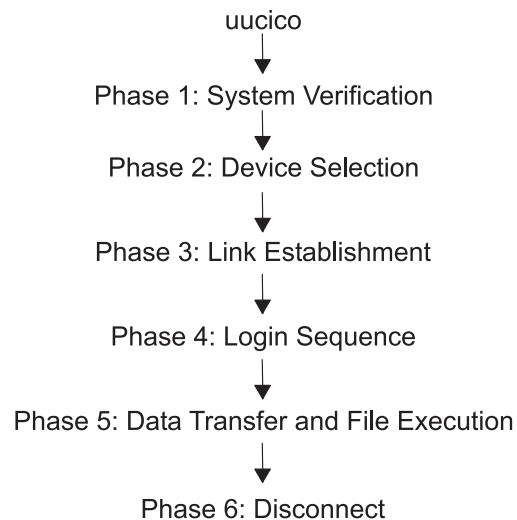 uucico
Phase 1: System Verification
Phase 2: Device Selection
Phase 3: Link Establishment
Phase 4: Login Sequence
Phase 5: Data Transfer and File Execution
Phase 6: Disconnect